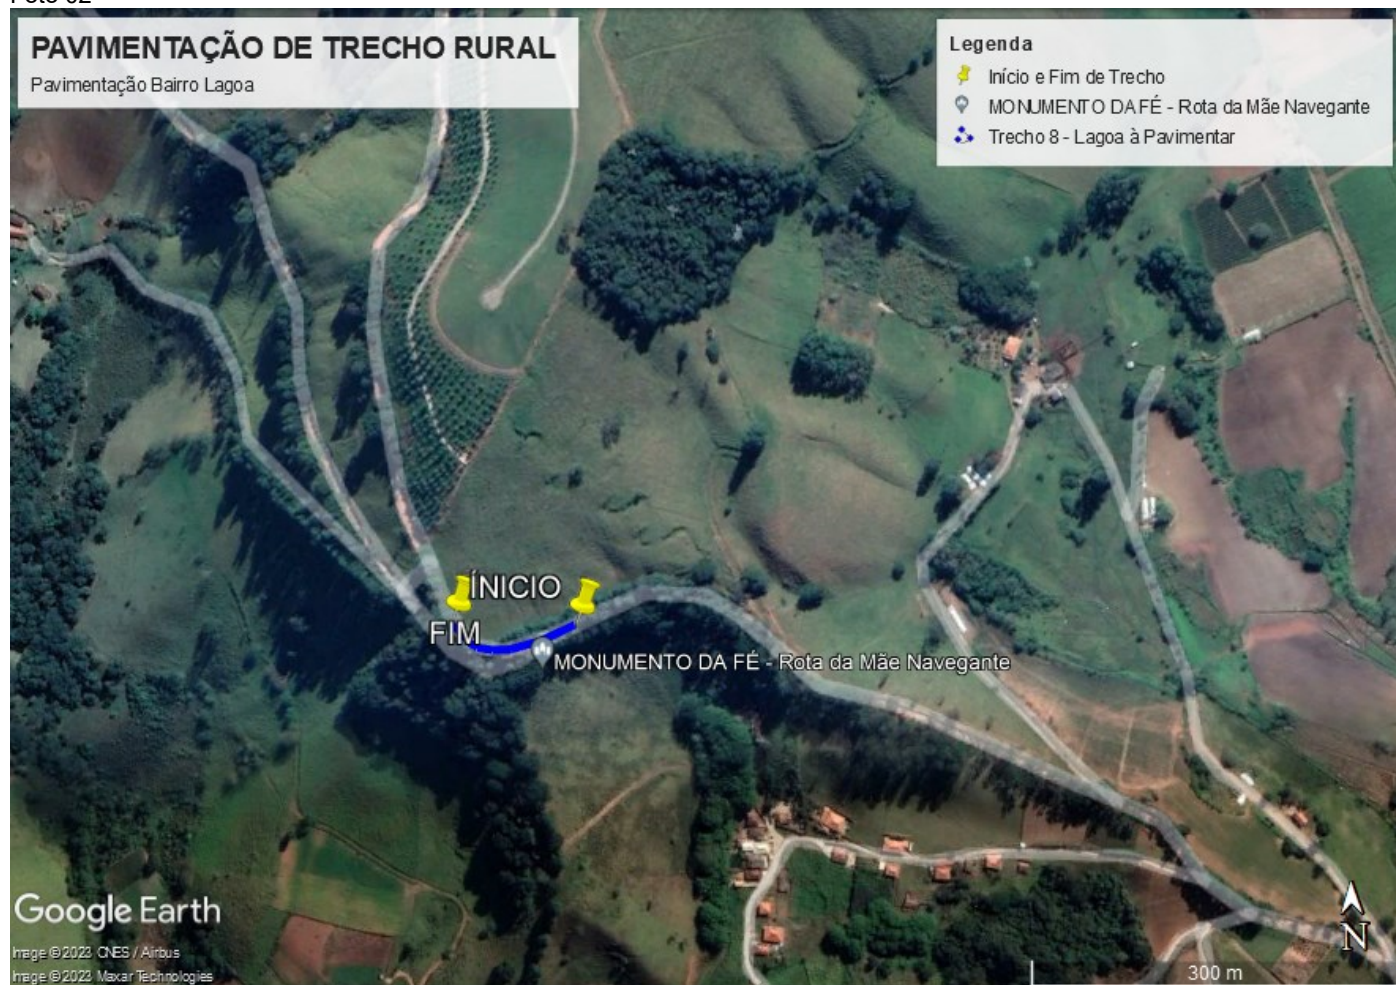 PAVIMENTAÇÃO DE TRECHO RURAL
Pavimentação Bairro Lagoa
Legenda
Início e Fim de Trecho
MONUMENTO DA FÉ - Rota da Mãe Navegante
Trecho 8 - Lagoa à Pavimentar
ÍNICIO
FIM
MONUMENTO DA FÉ - Rota da Mãe Navegante
Google Earth
Image © 2023 CNES / Airbus
Image © 2023 Maxar Technologies
300 m
N